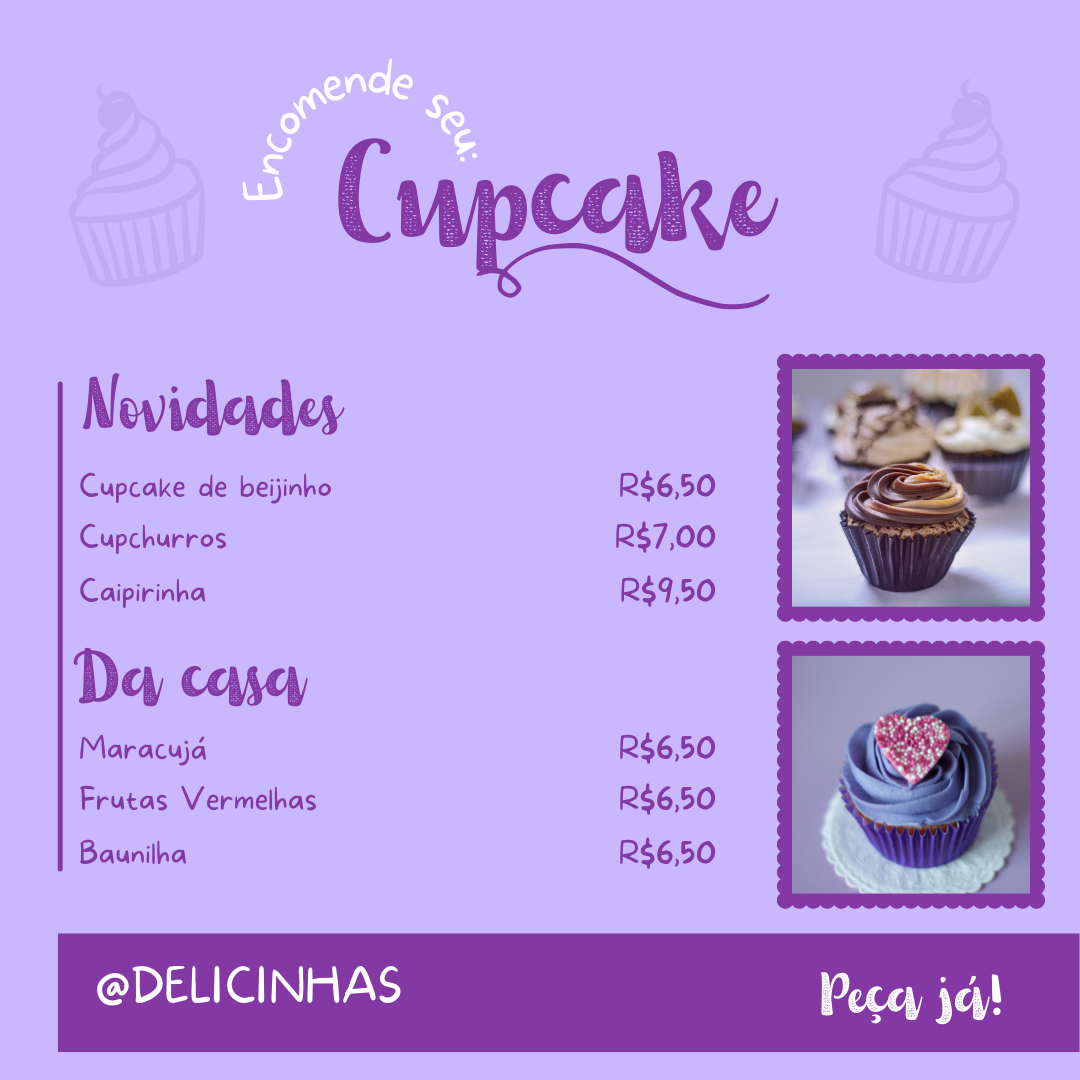 Encomende seu:
Cupcake
Novidades
Cupcake de beijinho R$6,50
Cupchurros R$7,00
Caipirinha R$9,50
Da casa
Maracujá R$6,50
Frutas Vermelhas R$6,50
Baunilha R$6,50
@DELICINHAS
Peça já!